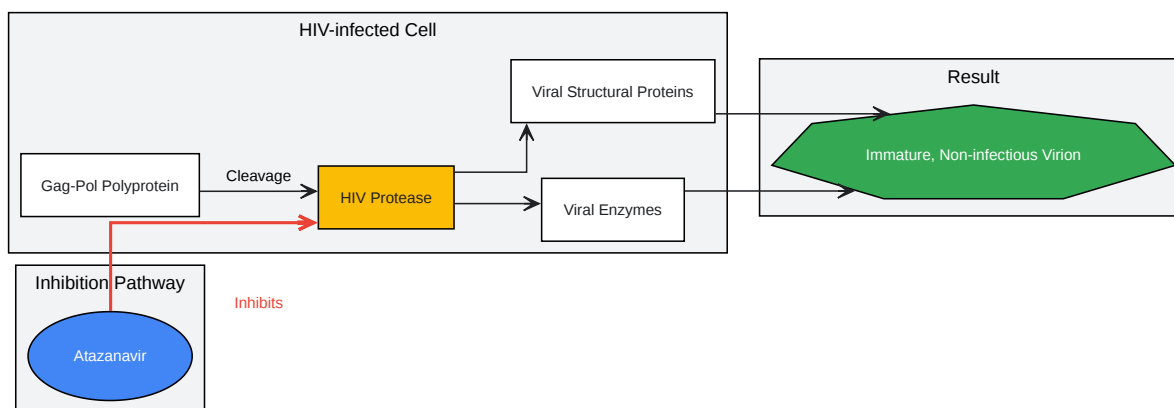 HIV-infected Cell
Result
Viral Structural Proteins
Immature, Non-infectious Virion
Cleavage
Gag-Pol Polyprotein
HIV Protease
Viral Enzymes
Inhibition Pathway
Inhibits
Atazanavir